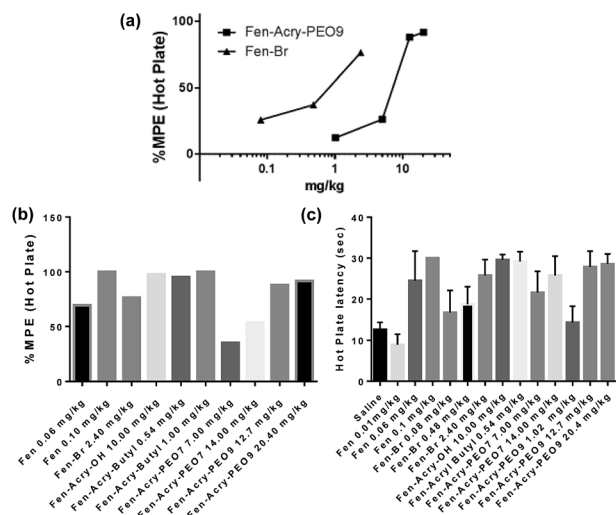 (a)
Fen-Acry-PEO9
Fen-Br
%MPE (Hot Plate)
100
50
0
0.1
1
10
mg/kg
(b)
%MPE (Hot Plate)
150
100
50
0
Fen 0.06 mg/kg
Fen 0.10 mg/kg
Fen-Br 2.40 mg/kg
Fen-Acry-OH 10.00 mg/kg
Fen-Acry-Butyl 0.54 mg/kg
Fen-Acry-Butyl 1.00 mg/kg
Fen-Acry-PEO7 7.00 mg/kg
Fen-Acry-PEO7 14.00 mg/kg
Fen-Acry-PEO9 12.7 mg/kg
Fen-Acry-PEO9 20.40 mg/kg
(c)
Hot Plate latency (sec)
40
30
20
10
0
Saline
Fen 0.01mg/kg
Fen 0.06 mg/kg
Fen 0.1 mg/kg
Fen-Br 0.08 mg/kg
Fen-Br 0.48 mg/kg
Fen-Br 2.40 mg/kg
Fen-Acry-OH 10.00 mg/kg
Fen-Acryl Butyl 0.54 mg/kg
Fen-Acry-PEO7 7.00 mg/kg
Fen-Acry-PEO7 14.00 mg/kg
Fen-Acry-PEO9 1.02 mg/kg
Fen-Acry-PEO9 12.7 mg/kg
Fen-Acry-PEO9 20.4 mg/kg